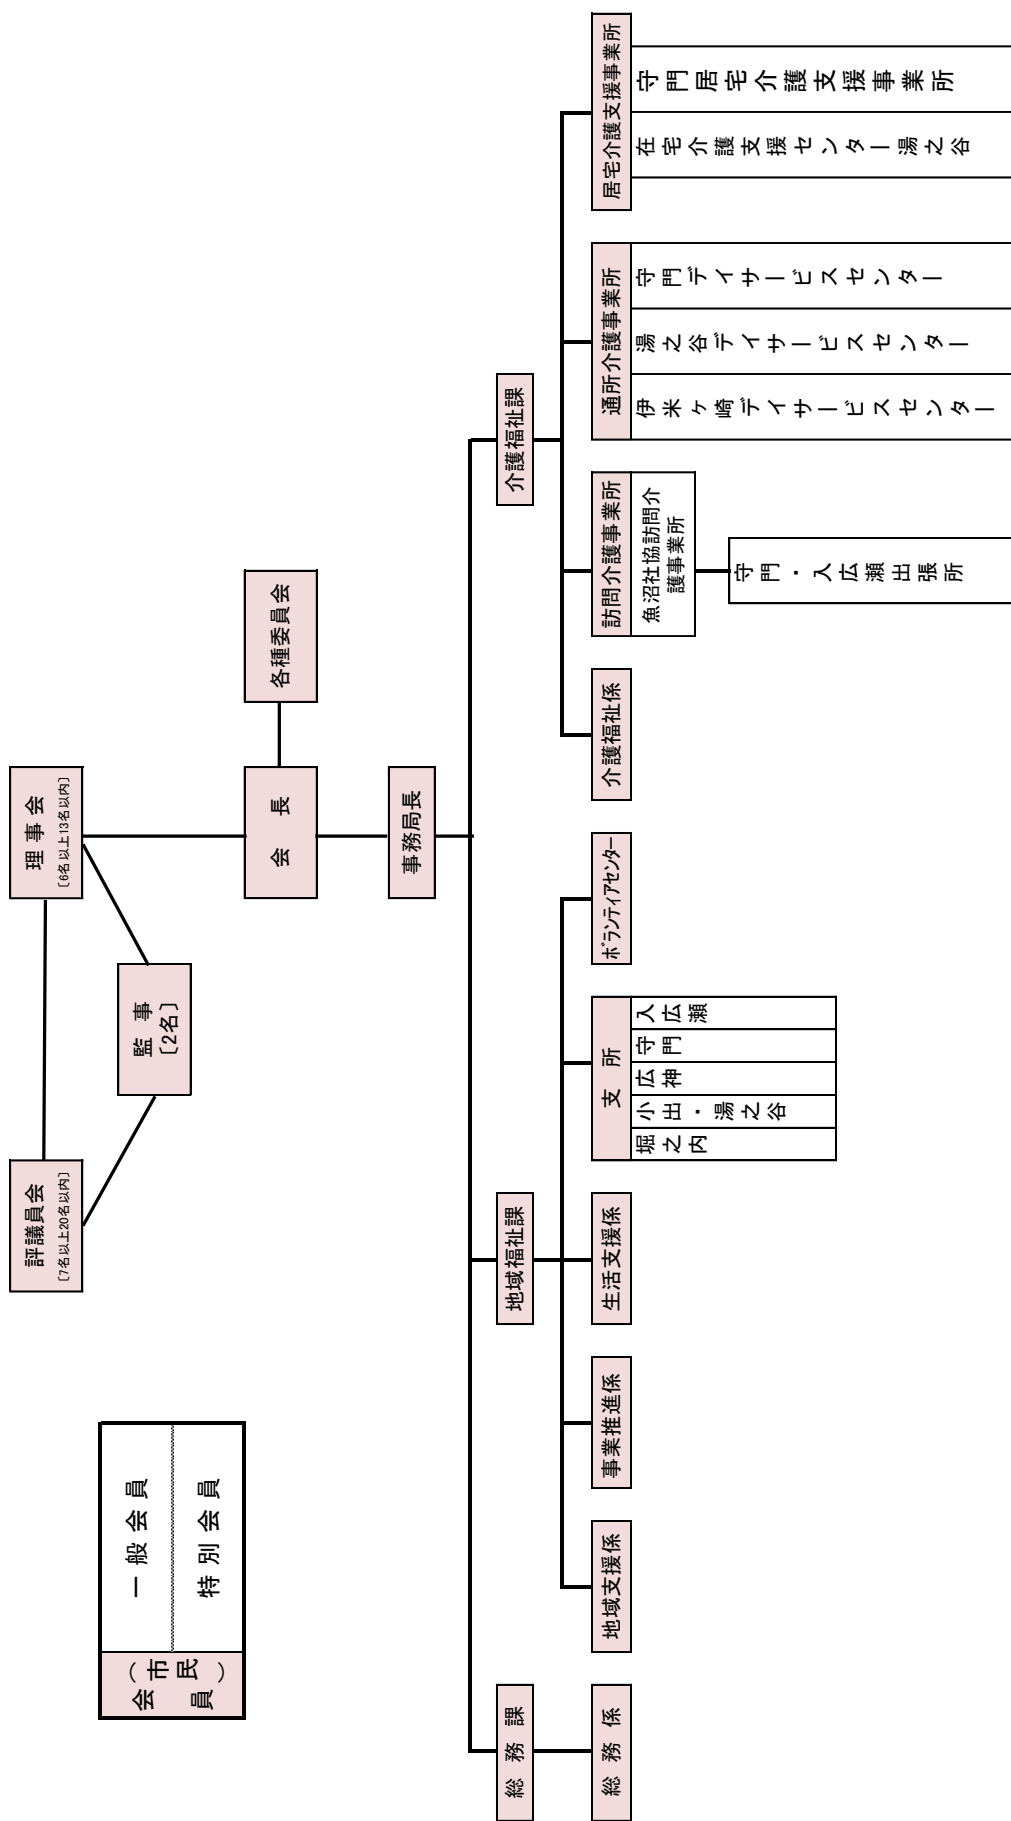 評議員会
〔7名以上20名以内〕
理事会
〔6名以上13名以内〕
監事
〔2名〕
会員
（市民）
一般会員
特別会員
会長
各種委員会
事務局長
総務課
地域福祉課
介護福祉課
総務係
地域支援係
事業推進係
生活支援係
支所
堀之内
小出・湯之谷
広神
守門
入広瀬
ボランティアセンター
介護福祉係
訪問介護事業所
魚沼社協訪問介
護事業所
守門・入広瀬出張所
通所介護事業所
伊米ヶ崎デイサービスセンター
湯之谷デイサービスセンター
守門デイサービスセンター
居宅介護支援事業所
在宅介護支援センター湯之谷
守門居宅介護支援事業所